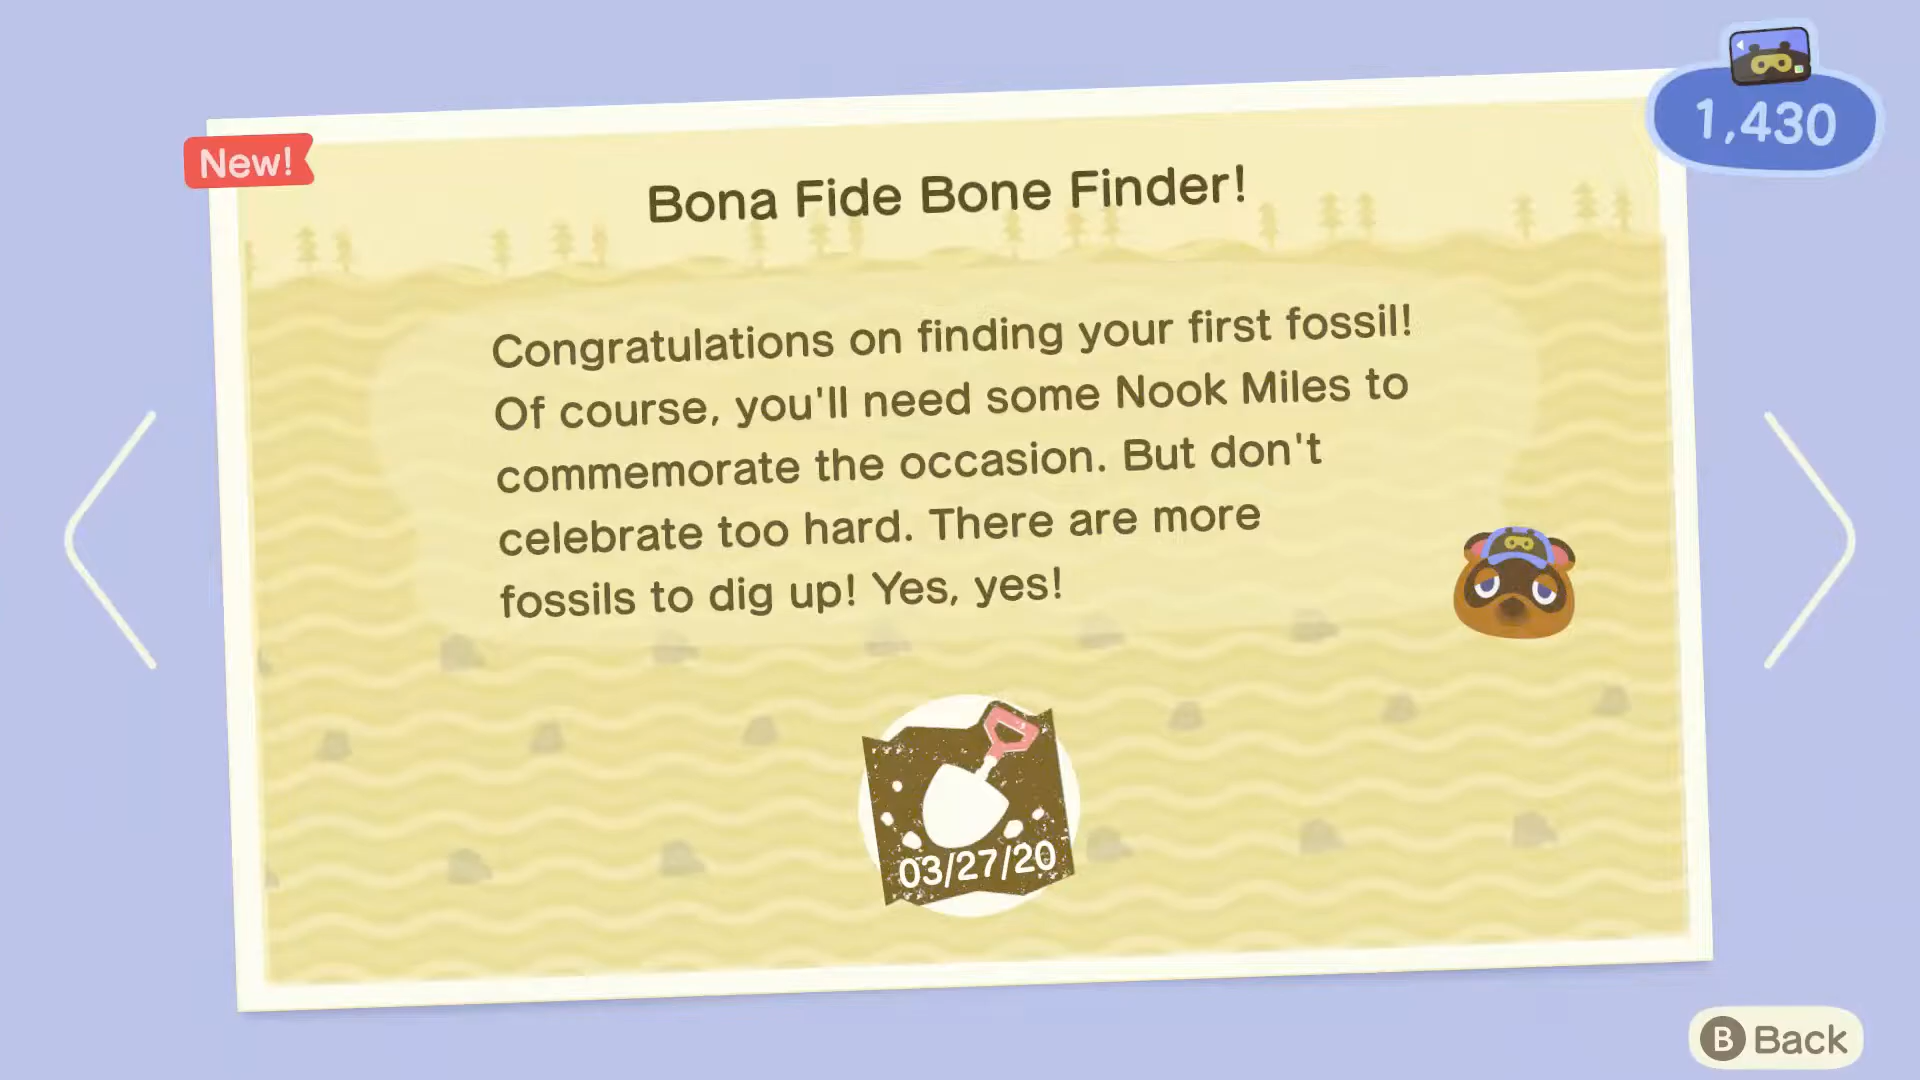 New!
1,430
Bona Fide Bone Finder!
Congratulations on finding your first fossil!
Of course, you'll need some Nook Miles to
commemorate the occasion. But don't
celebrate too hard. There are more
fossils to dig up! Yes, yes!
03/27/20
B Back